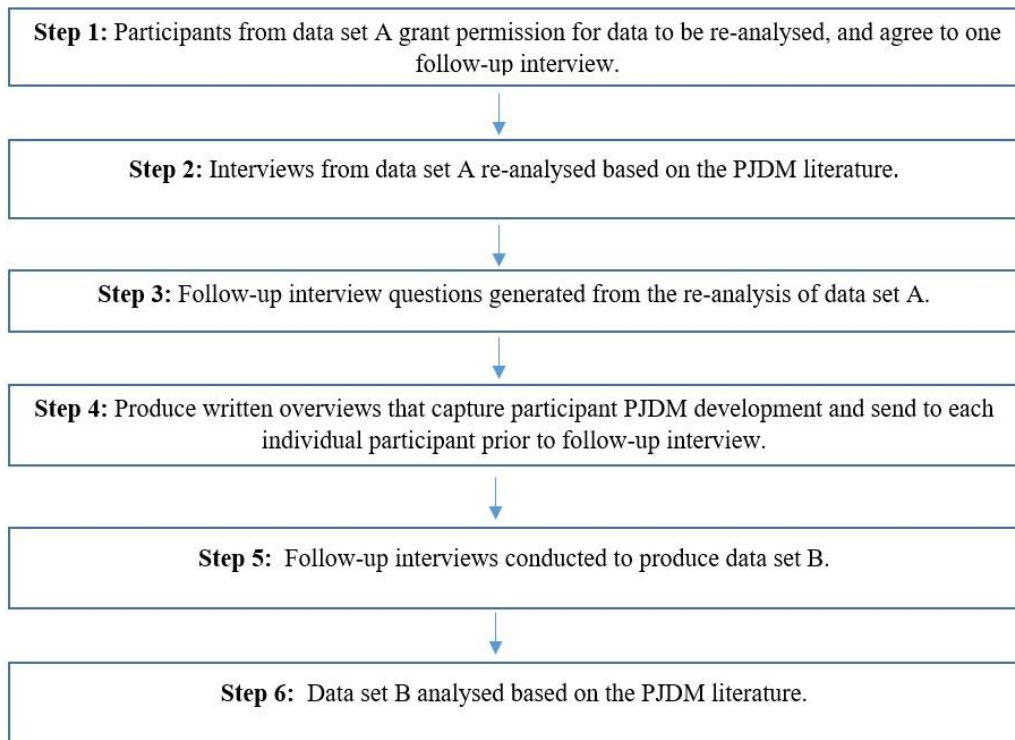 Step 1: Participants from data set A grant permission for data to be re-analysed, and agree to one
follow-up interview.
Step 2: Interviews from data set A re-analysed based on the PJDM literature.
Step 3: Follow-up interview questions generated from the re-analysis of data set A.
Step 4: Produce written overviews that capture participant PJDM development and send to each
individual participant prior to follow-up interview.
Step 5: Follow-up interviews conducted to produce data set B.
Step 6: Data set B analysed based on the PJDM literature.